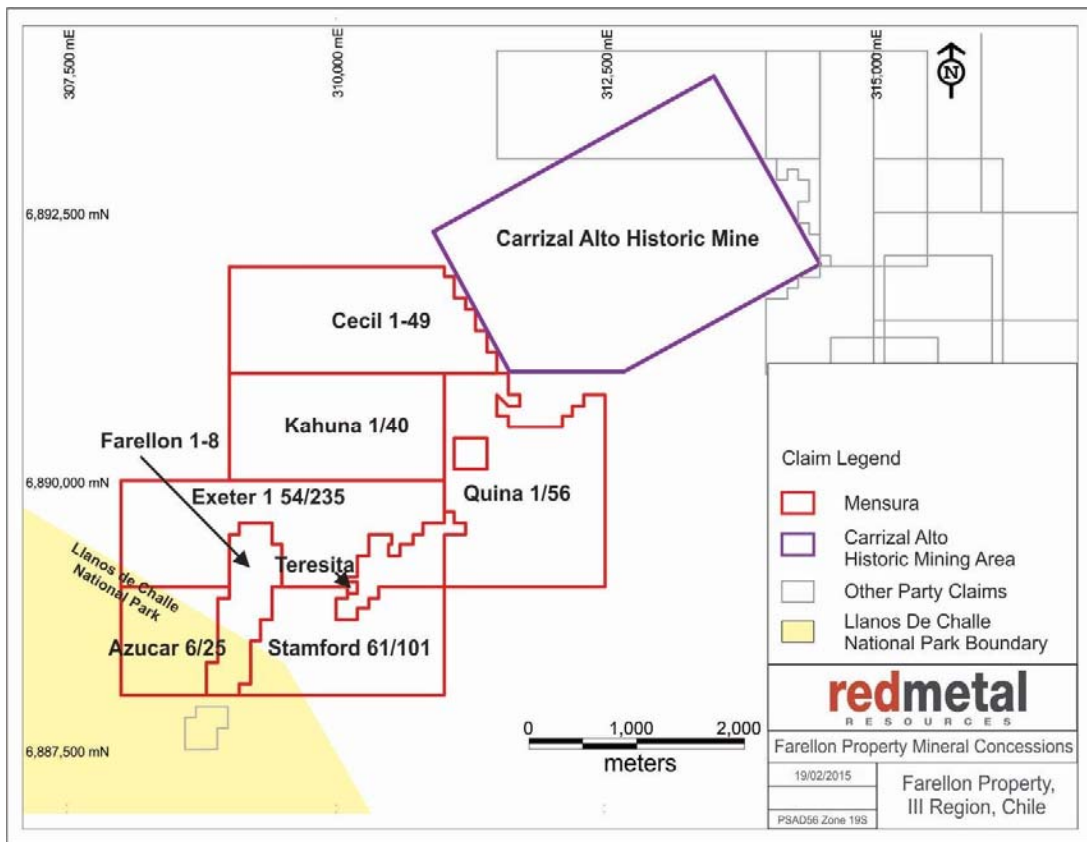 307,500 mE
310,000 mE
312,500 mE
315,000 mE
N
6,892,500 mN
Carrizal Alto Historic Mine
Cecil 1-49
Kahuna 1/40
Farellon 1-8
6,890,000 mN
Exeter 1 54/235
Quina 1/56
Teresita
Llanos de Challe
National Park
Azucar 6/25
Stamford 61/101
6,887,500 mN
0 1,000 2,000
meters
Claim Legend
Mensura
Carrizal Alto
Historic Mining Area
Other Party Claims
Llanos De Challe
National Park Boundary
redmetal
RESOURCES
Farellon Property Mineral Concessions
19/02/2015
Farellon Property,
III Region, Chile
PSAD56 Zone 19S